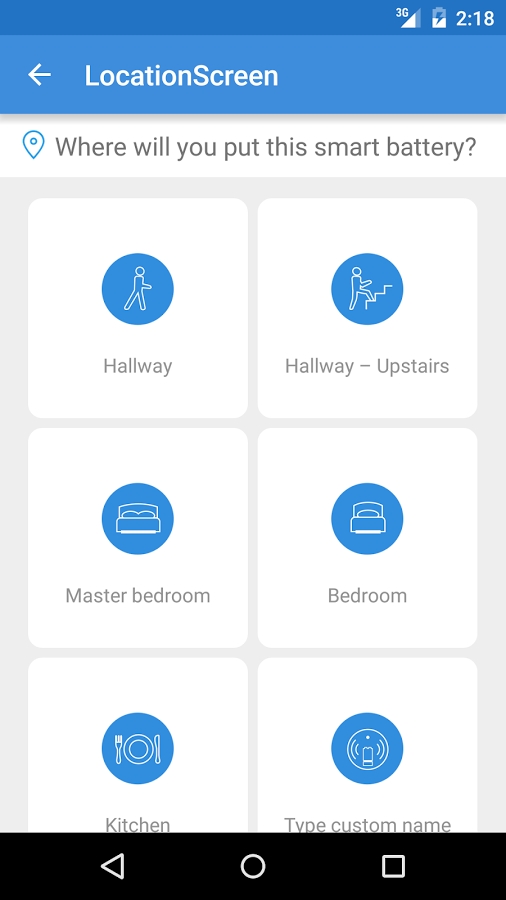 3G 2:18
LocationScreen
Where will you put this smart battery?
Hallway
Hallway – Upstairs
Master bedroom
Bedroom
Kitchen
Type custom name